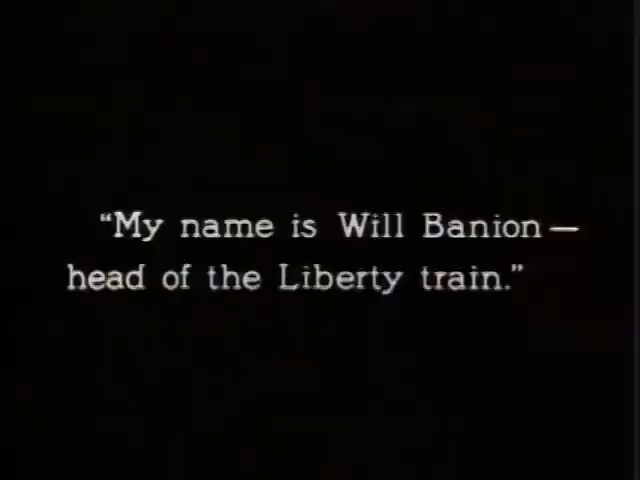 “My name is Will Banion—
head of the Liberty train.”